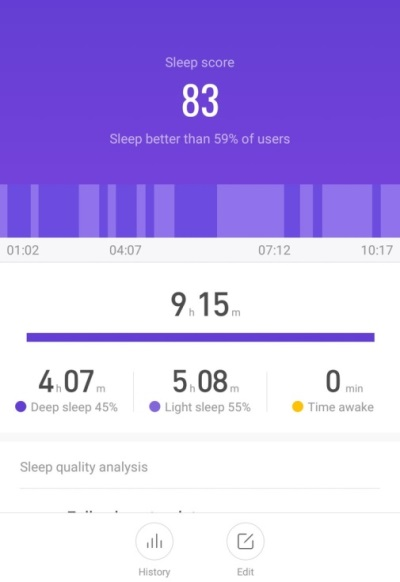 Sleep score
83
Sleep better than 59% of users
01:02 04:07 07:12 10:17
9 h 15 m
4 h 07 m 5 h 08 m 0 min
Deep sleep 45% Light sleep 55% Time awake
Sleep quality analysis
History Edit